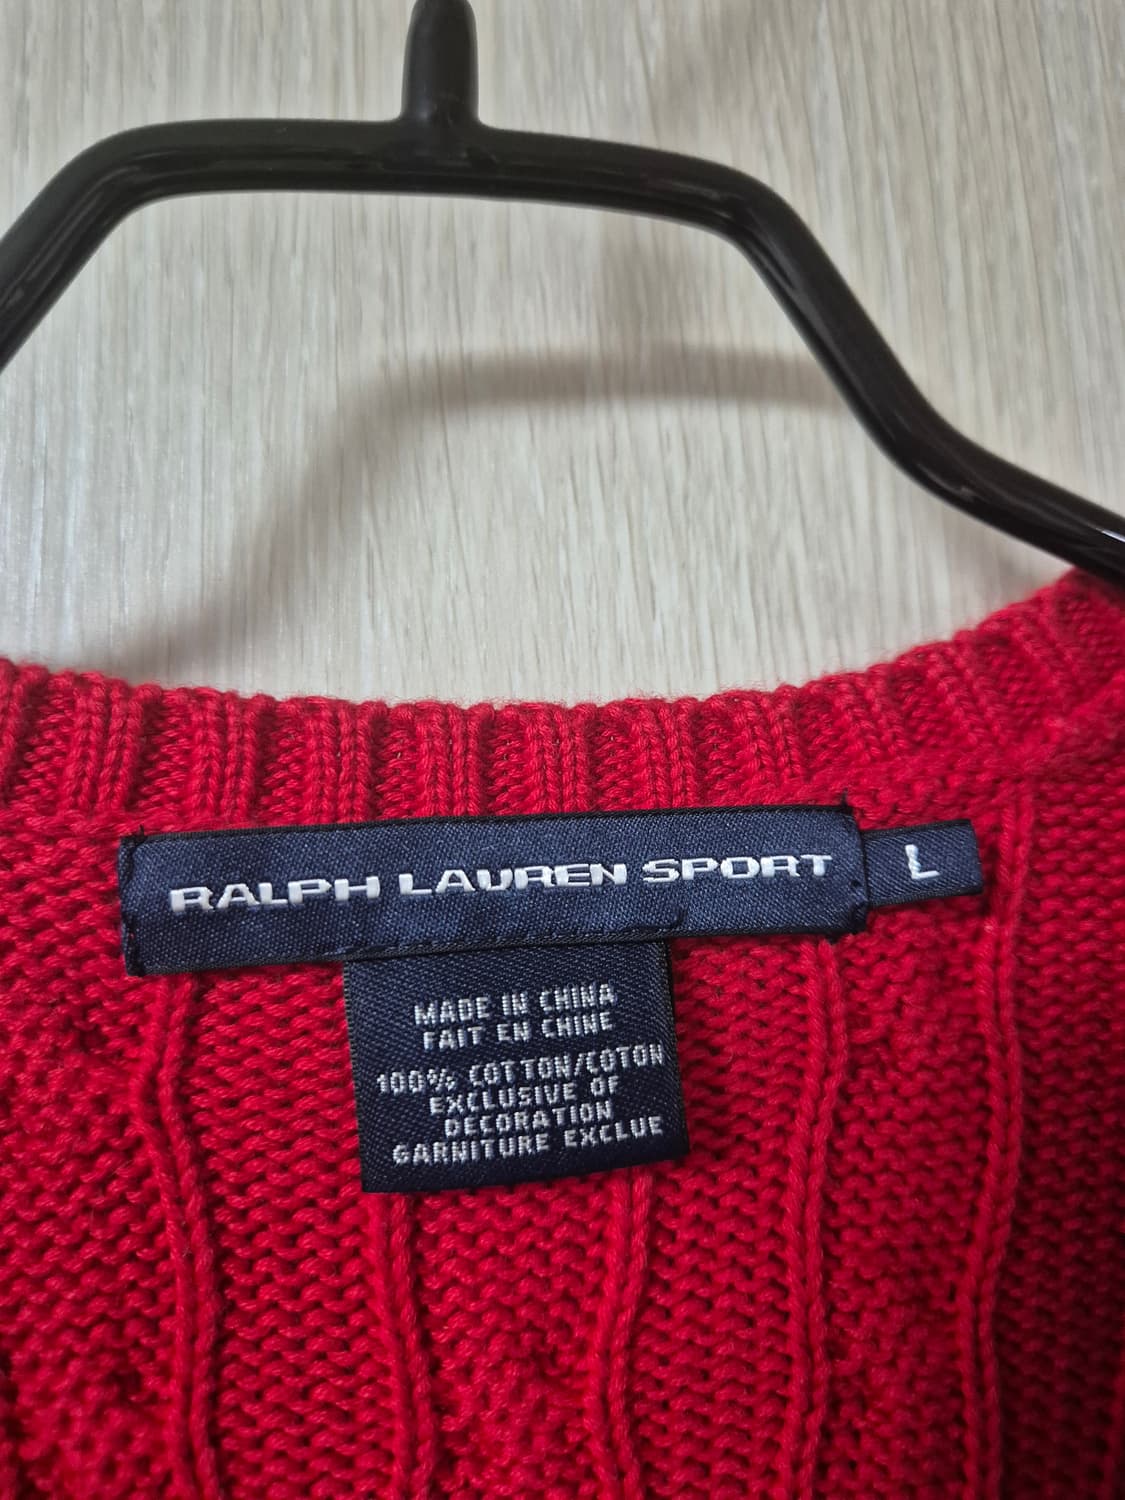 RALPH LAUREN SPORT
L
MADE IN CHINA
FAIT EN CHINE
100% COTTON/COTON
EXCLUSIVE OF
DECORATION
GARNITURE EXCLUE